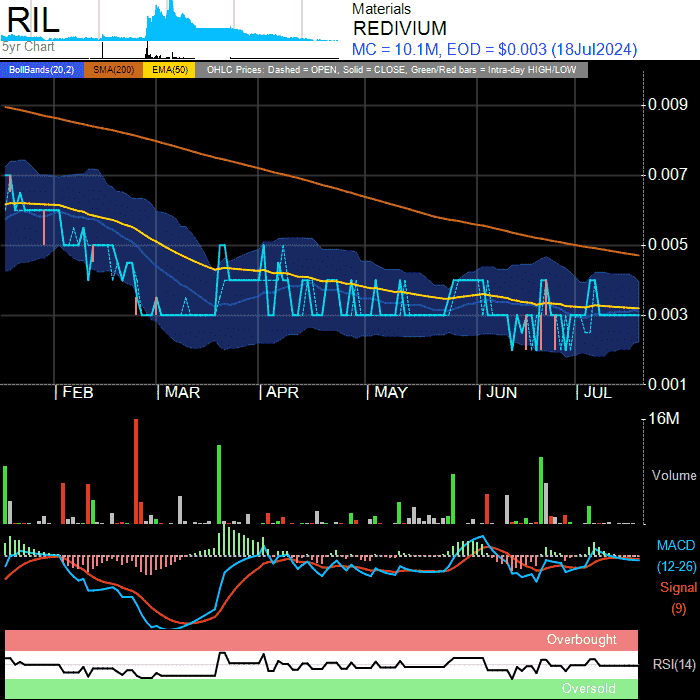 RIL
5yr Chart
Materials
REDIVIUM
MC = 10.1M, EOD = $0.003 (18Jul2024)
BollBands(20,2) SMA(200) EMA(50) OHLC Prices: Dashed = OPEN, Solid = CLOSE, Green/Red bars = Intra-day HIGH/LOW
0.009
0.007
0.005
0.003
0.001
FEB MAR APR MAY JUN JUL
16M
Volume
MACD
(12-26)
Signal
(9)
Overbought
RSI(14)
Oversold